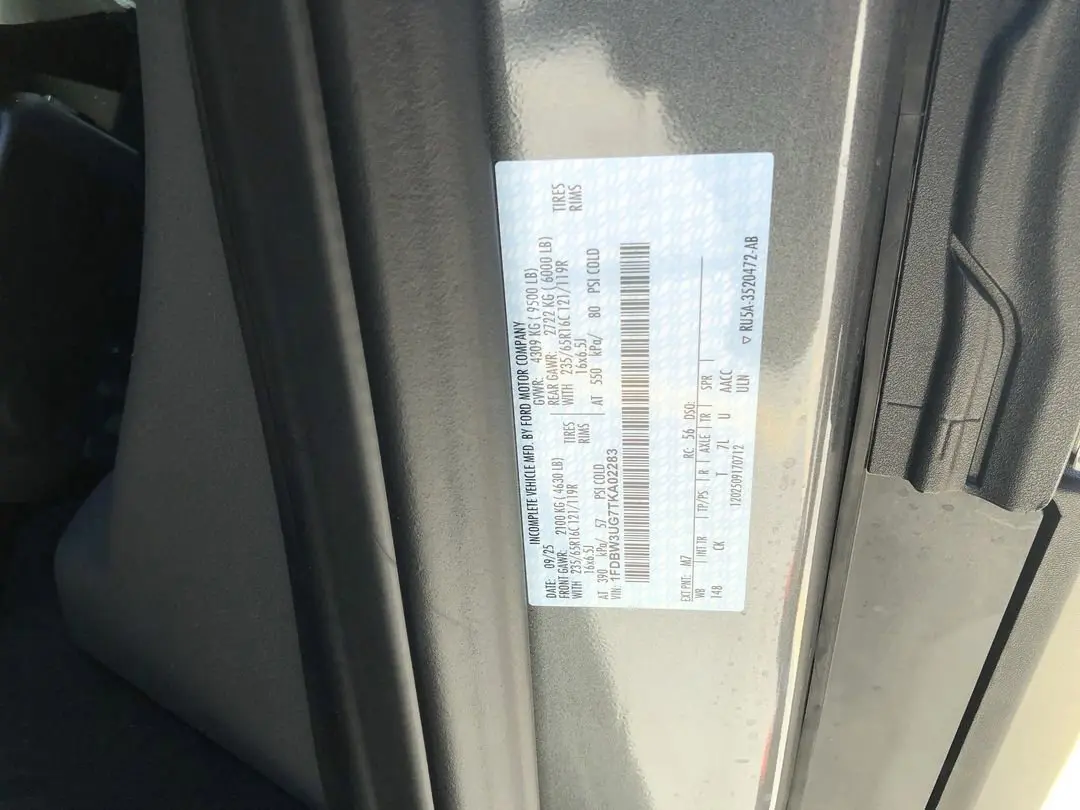 INCOMPLETE VEHICLE MFD. BY FORD MOTOR COMPANY
DATE: 09/25 GVWR: 4309 KG ( 9500 LB)
FRONT GAWR: 2100 KG ( 4630 LB) REAR GAWR: 2722 KG ( 6000 LB)
WITH 235/65R16C 121/119R TIRES WITH 235/65R16C 121/119R TIRES
16x6.5J RIMS 16x6.5J RIMS
AT 390 kPa/ 57 PSI COLD AT 550 kPa/ 80 PSI COLD
VIN: 1FDBW3UG7TKA02283
EXT PNT: M7 RC: 56 DSO:
WB INT TR TP/PS R AXLE TR SPR
148 CK T 7L U AACC
1202509170712 ULN
▽ RU5A-3520472-AB